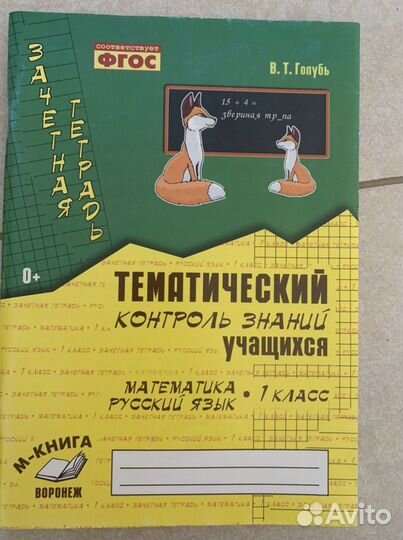 соответствует
ФГОС
В. Т. Голубь
ЗАЧЕТНАЯ
ТЕТРАДЬ
15 + 4 =
звериная тр_па
0+
ТЕМАТИЧЕСКИЙ
КОНТРОЛЬ ЗНАНИЙ
УЧАЩИХСЯ
МАТЕМАТИКА
РУССКИЙ ЯЗЫК • 1 КЛАСС
М-КНИГА
ВОРОНЕЖ
Avito